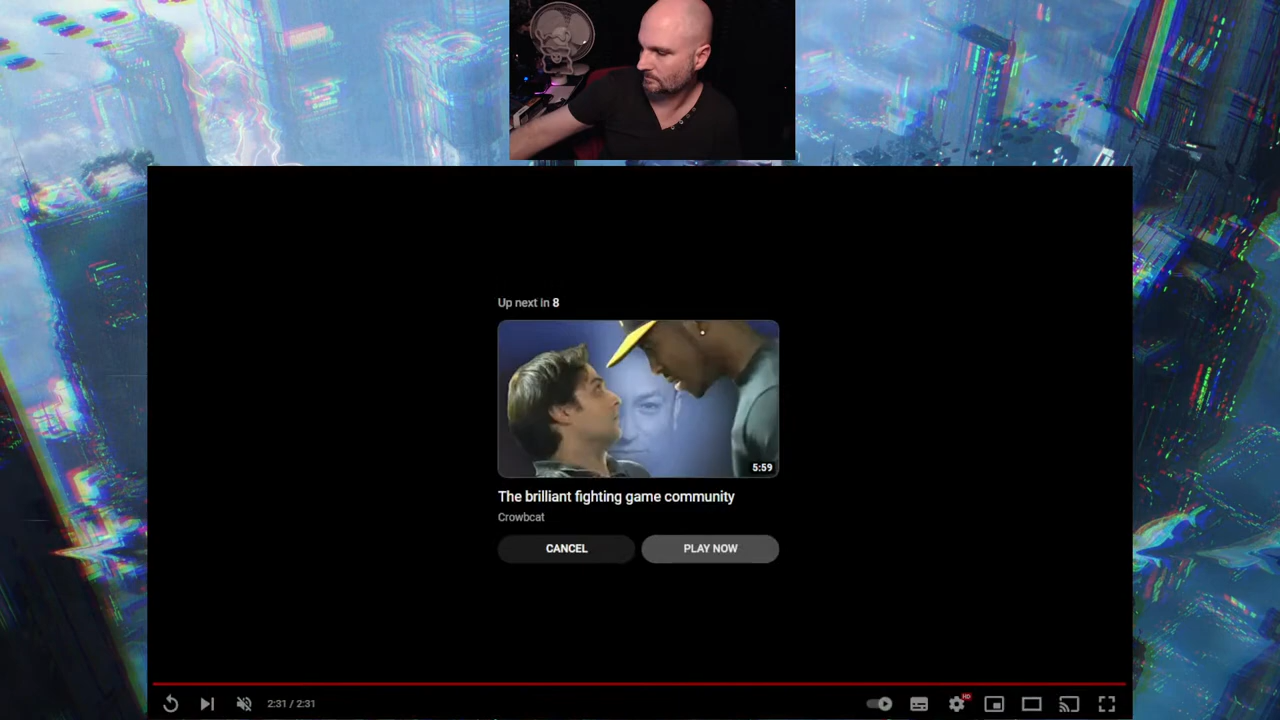 Up next in 8
5:59
The brilliant fighting game community
Crowbcat
CANCEL
PLAY NOW
2:31 / 2:31
HD